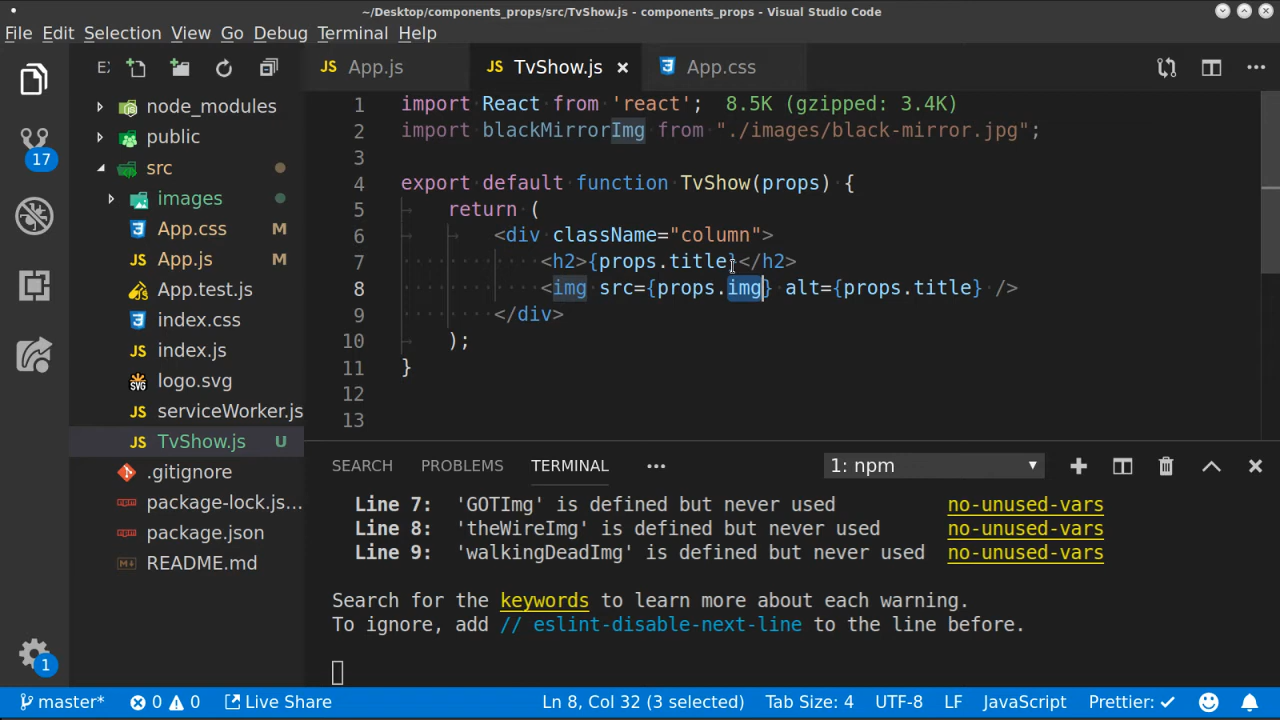 ~/Desktop/components_props/src/TvShow.js - components_props - Visual Studio Code
File Edit Selection View Go Debug Terminal Help
E:
App.js
TvShow.js
App.css
node_modules
public
src
images
App.css M
App.js M
App.test.js
index.css
index.js
logo.svg
serviceWorker.js
TvShow.js U
.gitignore
package-lock.js...
package.json
README.md
17
1
1 import React from 'react'; 8.5K (gzipped: 3.4K)
2 import blackMirrorImg from "./images/black-mirror.jpg";
3
4 export default function TvShow(props) {
5 return (
6 <div className="column">
7 <h2>{props.title}</h2>
8 <img src={props.img} alt={props.title} />
9 </div>
10 );
11 }
12
13
SEARCH PROBLEMS TERMINAL ... 1: npm
Line 7: 'GOTImg' is defined but never used no-unused-vars
Line 8: 'theWireImg' is defined but never used no-unused-vars
Line 9: 'walkingDeadImg' is defined but never used no-unused-vars
Search for the keywords to learn more about each warning.
To ignore, add // eslint-disable-next-line to the line before.
master* 0 0 Live Share Ln 8, Col 32 (3 selected) Tab Size: 4 UTF-8 LF JavaScript Prettier: ✓